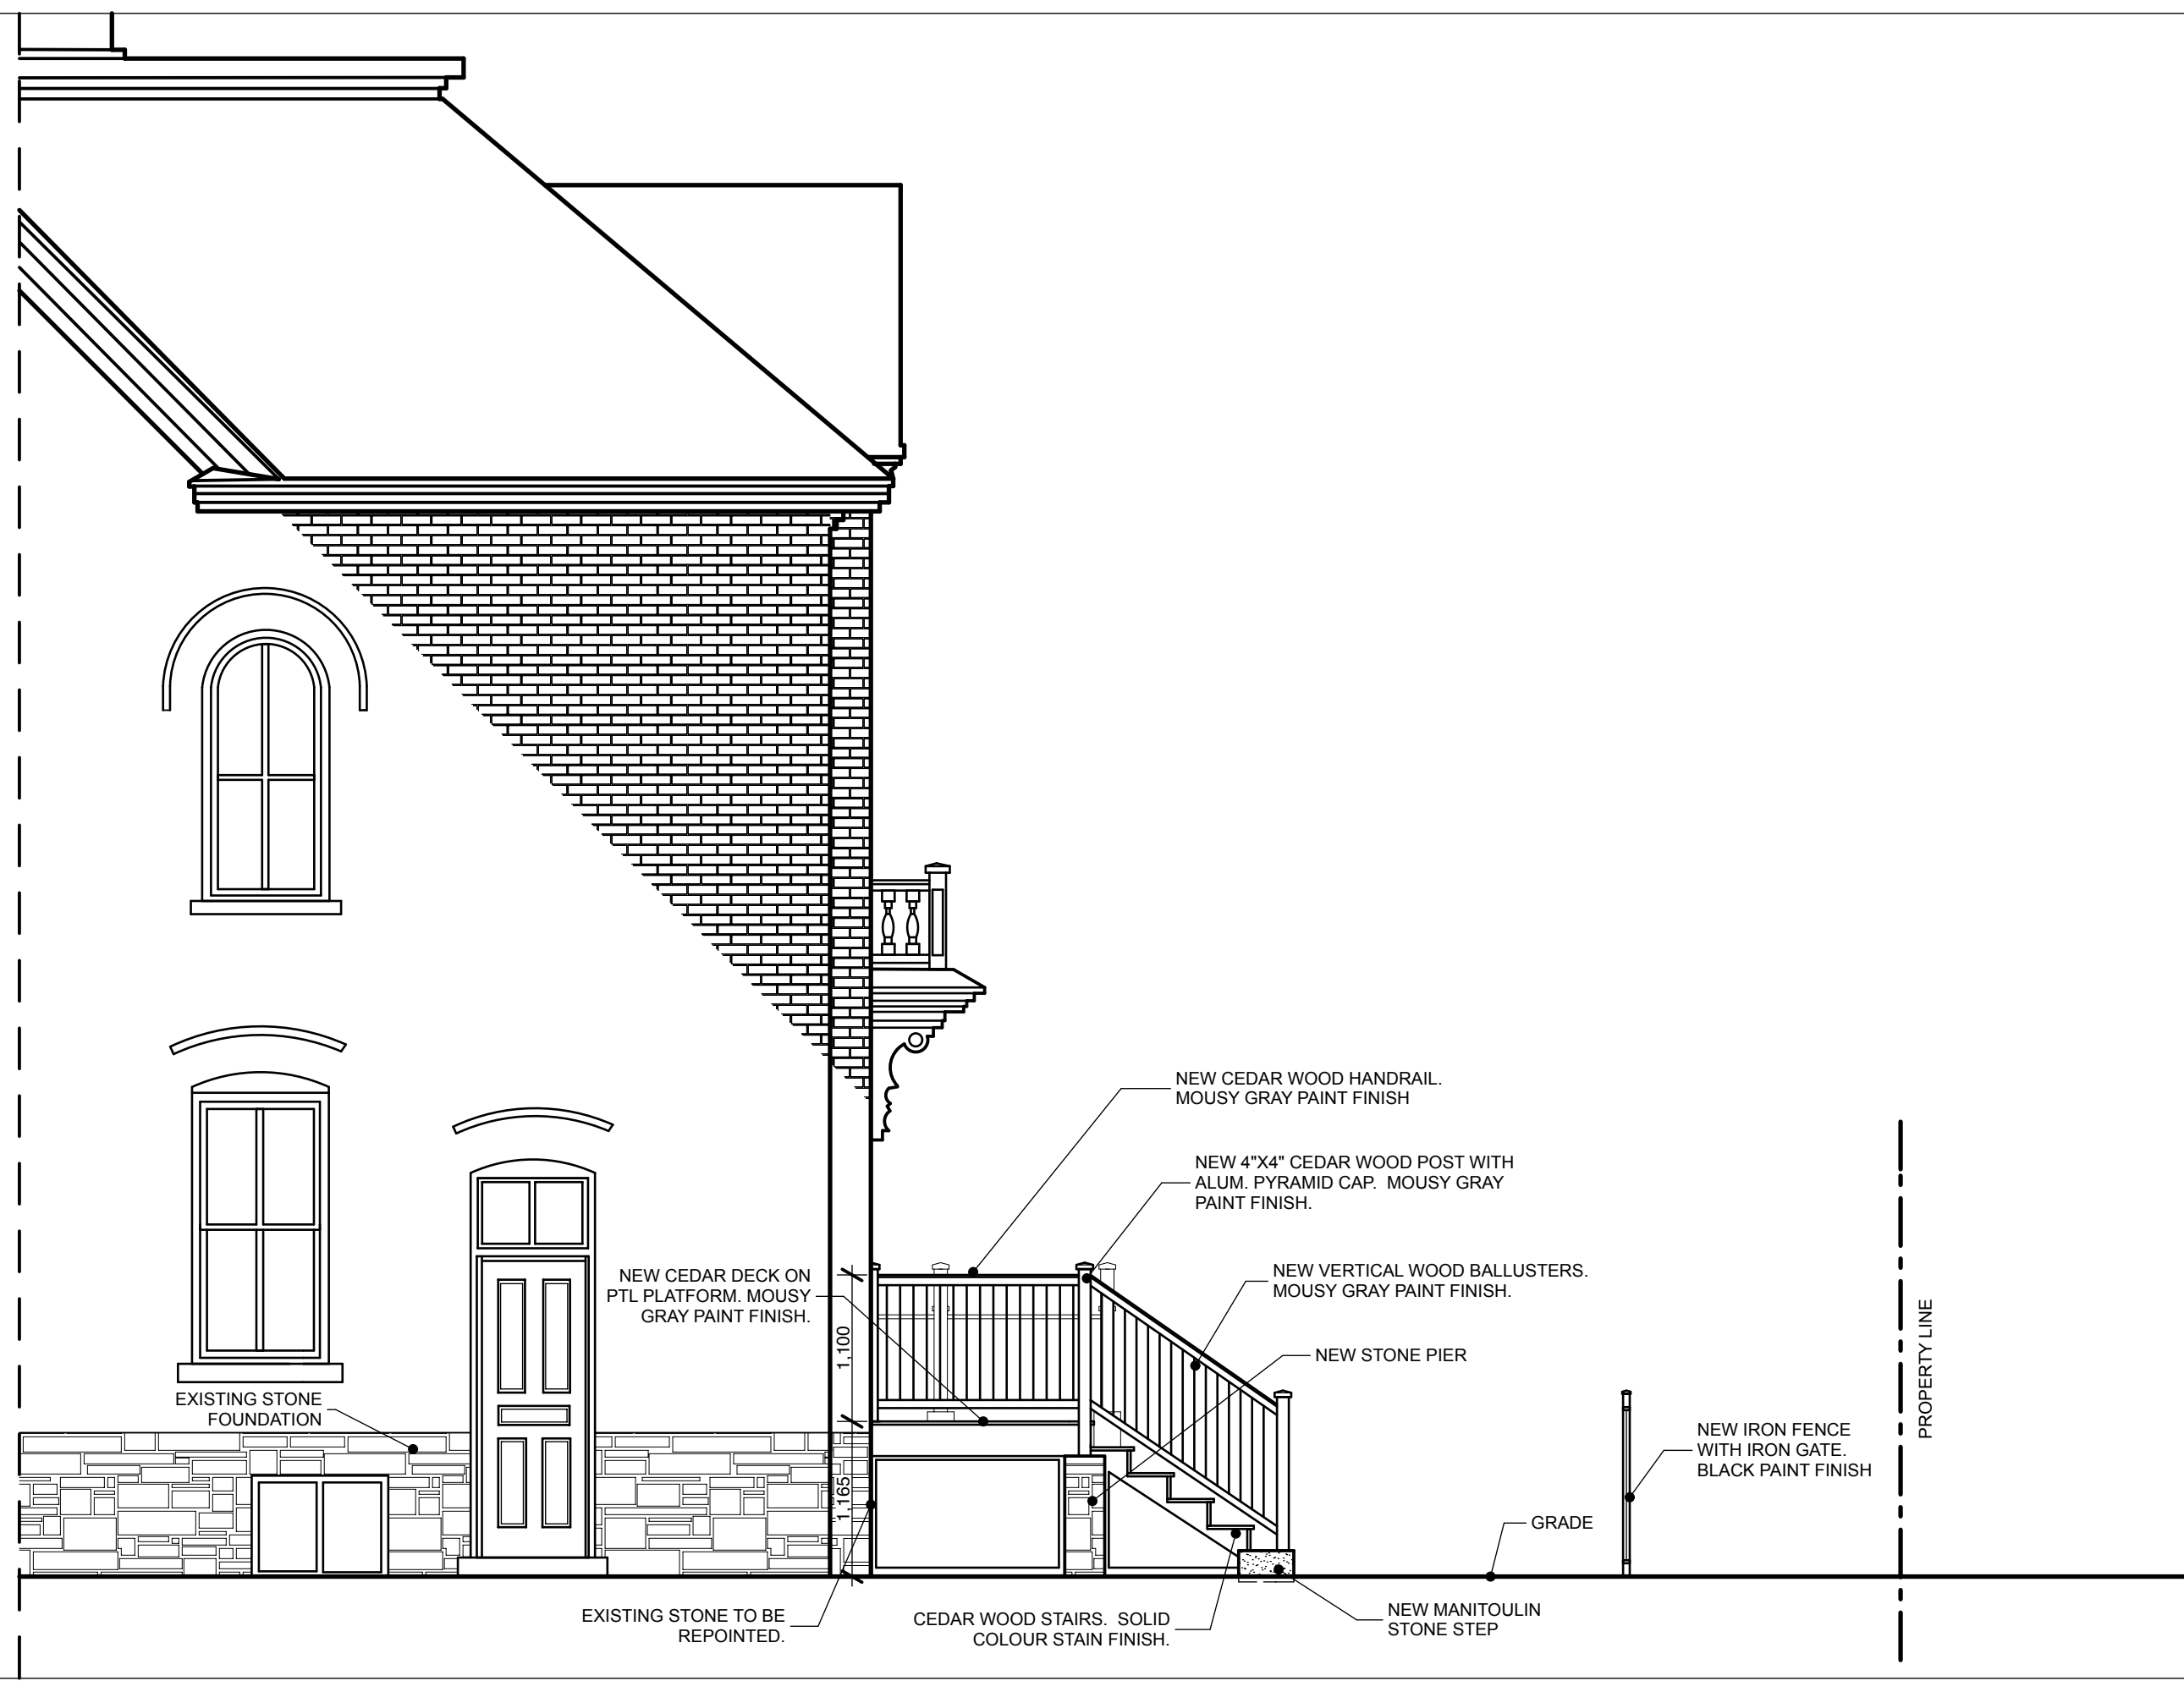 NEW CEDAR WOOD HANDRAIL.
MOUSY GRAY PAINT FINISH
NEW 4"X4" CEDAR WOOD POST WITH
ALUM. PYRAMID CAP.  MOUSY GRAY
PAINT FINISH.
NEW CEDAR DECK ON
PTL PLATFORM. MOUSY
GRAY PAINT FINISH.
NEW VERTICAL WOOD BALLUSTERS.
MOUSY GRAY PAINT FINISH.
1,100
NEW STONE PIER
PROPERTY LINE
EXISTING STONE
FOUNDATION
NEW IRON FENCE
WITH IRON GATE.
BLACK PAINT FINISH
1,165
GRADE
EXISTING STONE TO BE
REPOINTED.
CEDAR WOOD STAIRS.  SOLID
COLOUR STAIN FINISH.
NEW MANITOULIN
STONE STEP